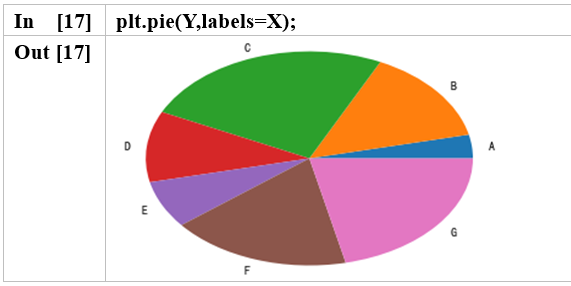 In [17] plt.pie(Y,labels=X);
Out [17]
C
B
D
A
E
G
F